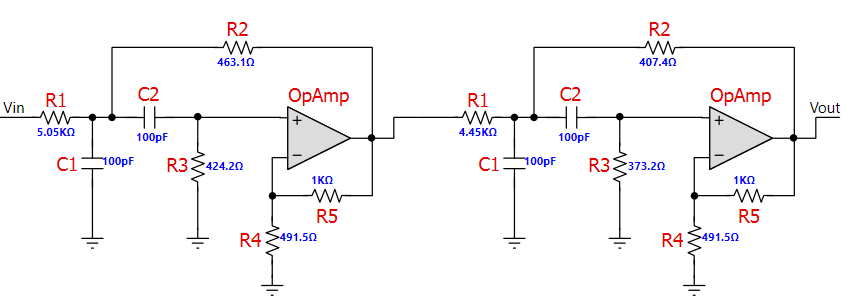 R2
463.1Ω
Vin
R1
5.05KΩ
C2
100pF
OpAmp
+
−
C1
100pF
R3
424.2Ω
1KΩ
R5
R4
491.5Ω
R2
407.4Ω
R1
4.45KΩ
C2
100pF
OpAmp
Vout
+
−
C1
100pF
R3
373.2Ω
1KΩ
R5
R4
491.5Ω